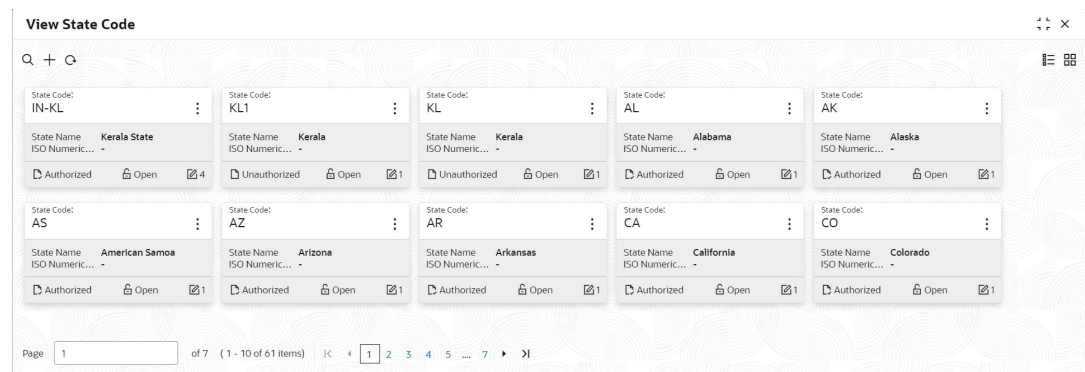 View State Code
State Code:
IN-KL
State Name Kerala State
ISO Numeric... -
Authorized Open 4
State Code:
KL1
State Name Kerala
ISO Numeric... -
Unauthorized Open 1
State Code:
KL
State Name Kerala
ISO Numeric... -
Unauthorized Open 1
State Code:
AL
State Name Alabama
ISO Numeric... -
Authorized Open 1
State Code:
AK
State Name Alaska
ISO Numeric... -
Authorized Open 1
State Code:
AS
State Name American Samoa
ISO Numeric... -
Authorized Open 1
State Code:
AZ
State Name Arizona
ISO Numeric... -
Authorized Open 1
State Code:
AR
State Name Arkansas
ISO Numeric... -
Authorized Open 1
State Code:
CA
State Name California
ISO Numeric... -
Authorized Open 1
State Code:
CO
State Name Colorado
ISO Numeric... -
Authorized Open 1
Page 1 of 7 ( 1 - 10 of 61 items) 1 2 3 4 5 .... 7